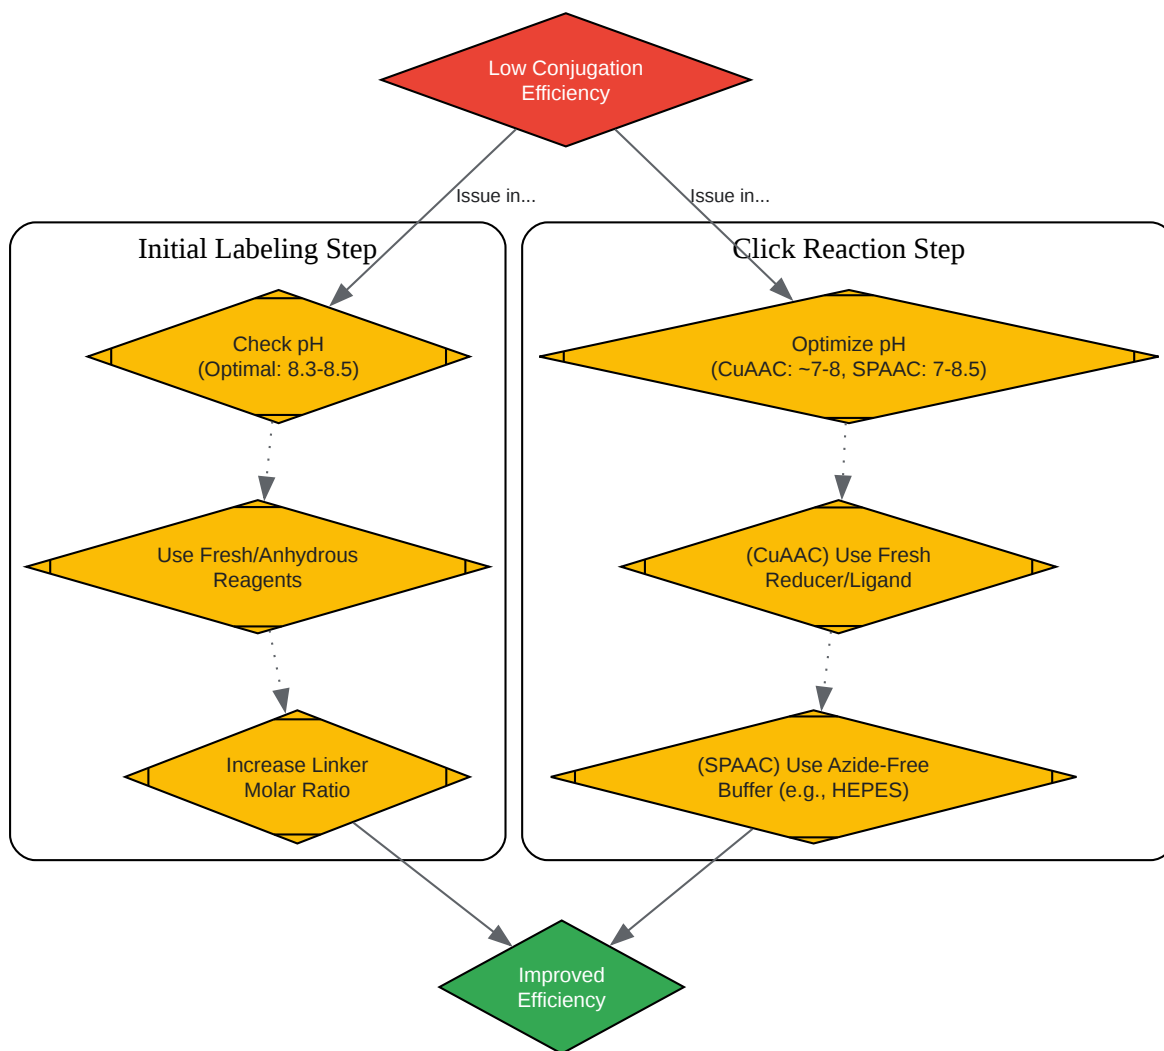 Low Conjugation
Efficiency
Issue in...
Issue in...
Initial Labeling Step
Click Reaction Step
Check pH
(Optimal: 8.3-8.5)
Optimize pH
(CuAAC: ~7-8, SPAAC: 7-8.5)
Use Fresh/Anhydrous
Reagents
(CuAAC) Use Fresh
Reducer/Ligand
Increase Linker
Molar Ratio
(SPAAC) Use Azide-Free
Buffer (e.g., HEPES)
Improved
Efficiency